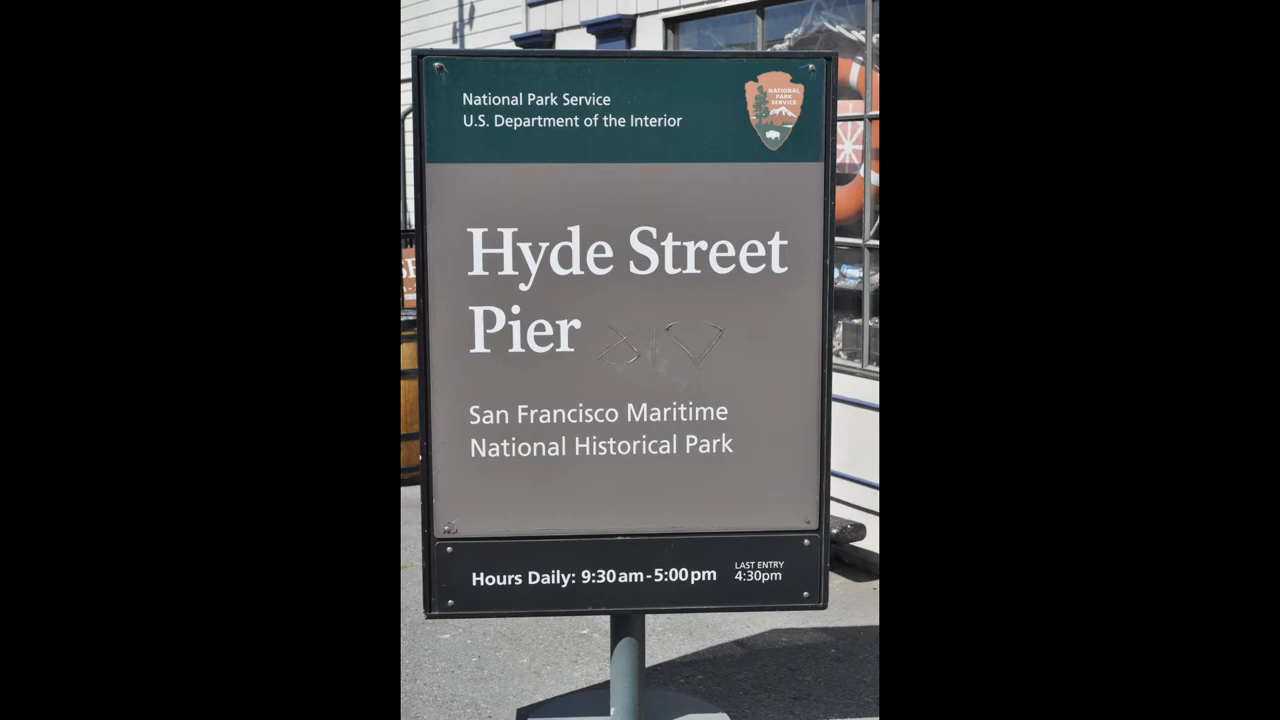 National Park Service
U.S. Department of the Interior
NATIONAL
PARK
SERVICE
Hyde Street
Pier
San Francisco Maritime
National Historical Park
Hours Daily: 9:30am-5:00pm
LAST ENTRY
4:30pm